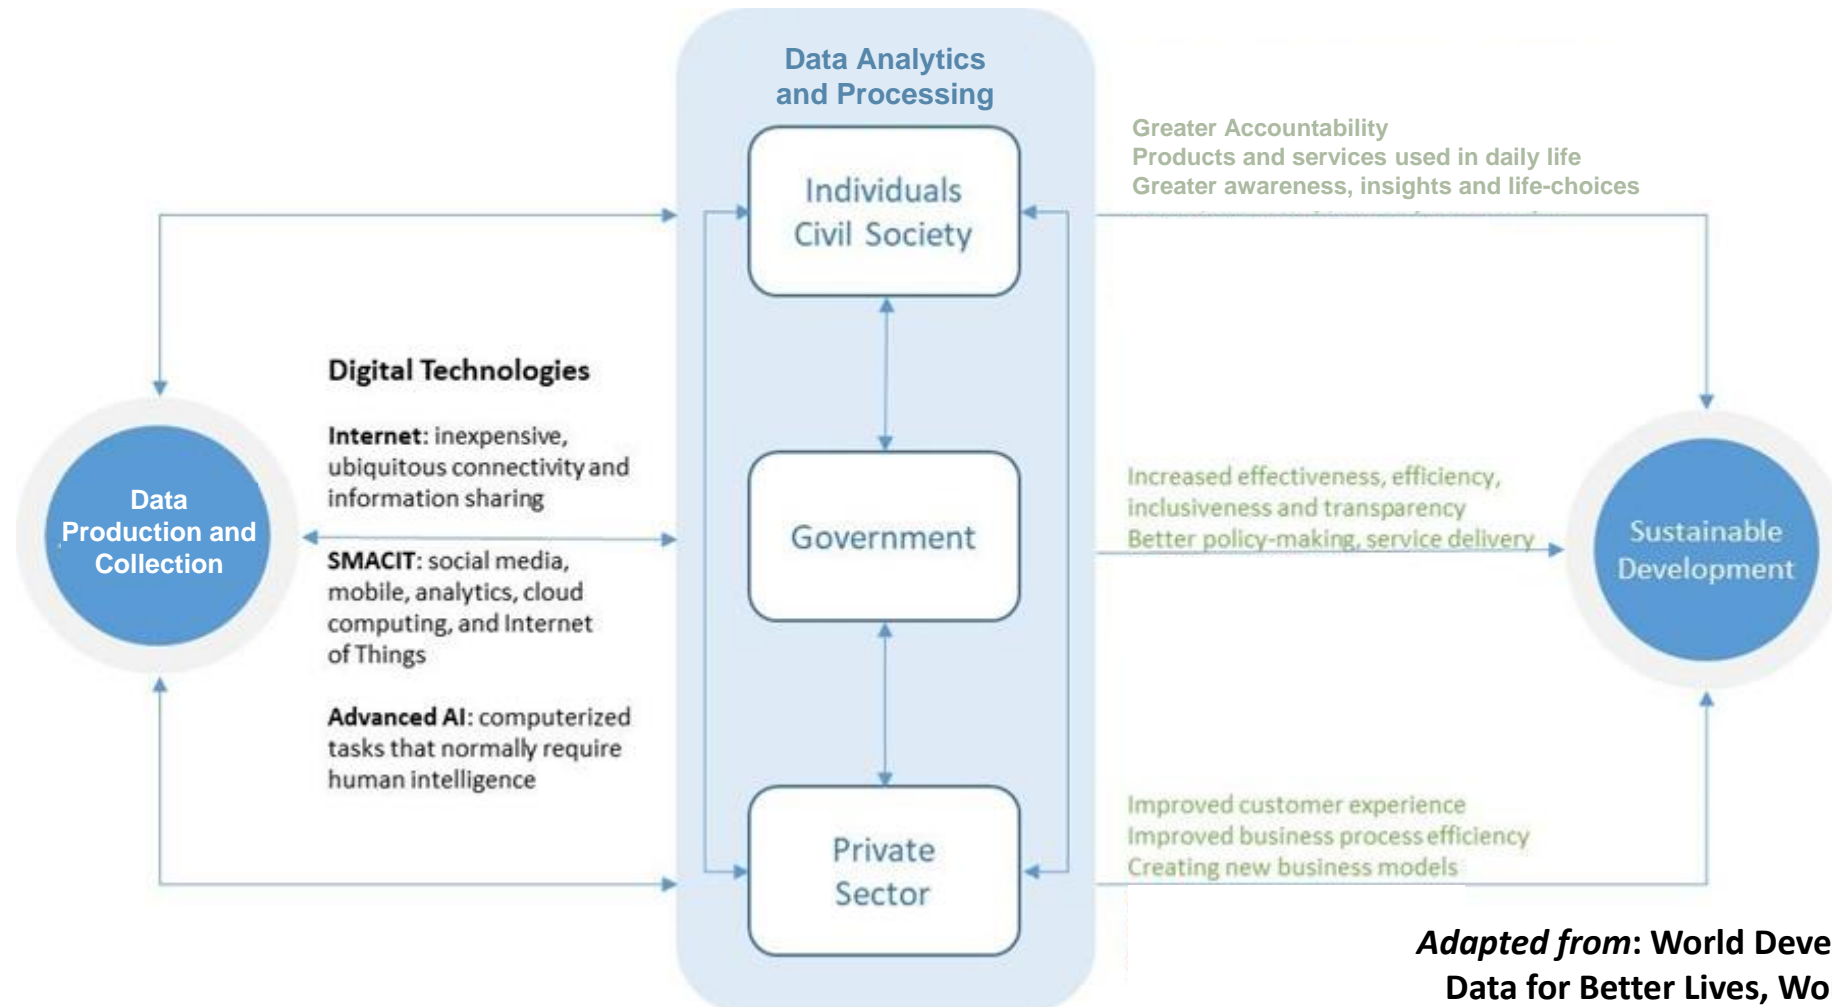 Data Analytics
and Processing
Individuals
Civil Society
Government
Private
Sector
Data
Production and
Collection
Digital Technologies
Internet: inexpensive,
ubiquitous connectivity and
information sharing
SMACIT: social media,
mobile, analytics, cloud
computing, and Internet
of Things
Advanced AI: computerized
tasks that normally require
human intelligence
Greater Accountability
Products and services used in daily life
Greater awareness, insights and life-choices
Increased effectiveness, efficiency,
inclusiveness and transparency
Better policy-making, service delivery
Improved customer experience
Improved business process efficiency
Creating new business models
Sustainable
Development
Adapted from: World Deve
Data for Better Lives, Wo